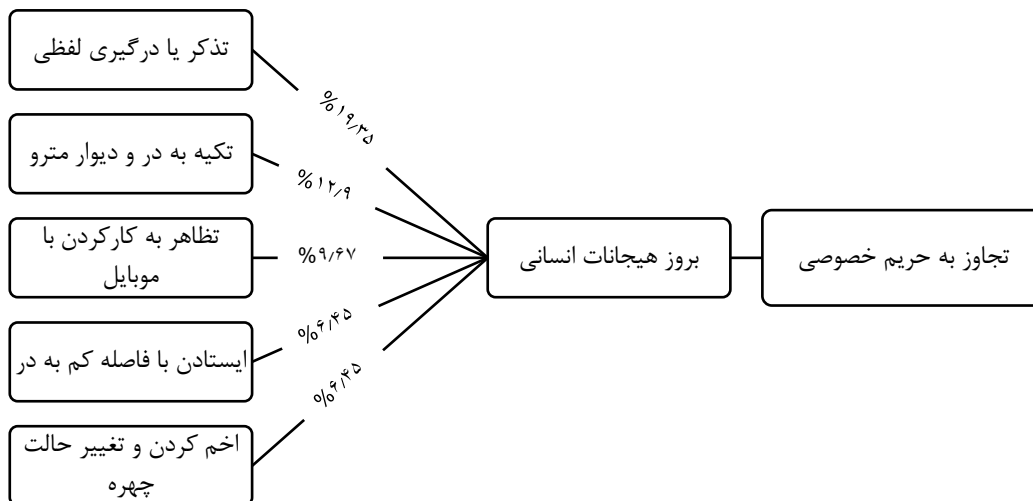 تجاوز به حریم خصوصی
بروز هیجانات انسانی
تذکر یا درگیری لفظی
%۱۹٫۳۵
تکیه به در و دیوار مترو
%۱۲٫۹
تظاهر به کارکردن با
موبایل
%۹٫۶۷
ایستادن با فاصله کم به در
%۶٫۴۵
اخم کردن و تغییر حالت
چهره
%۶٫۴۵